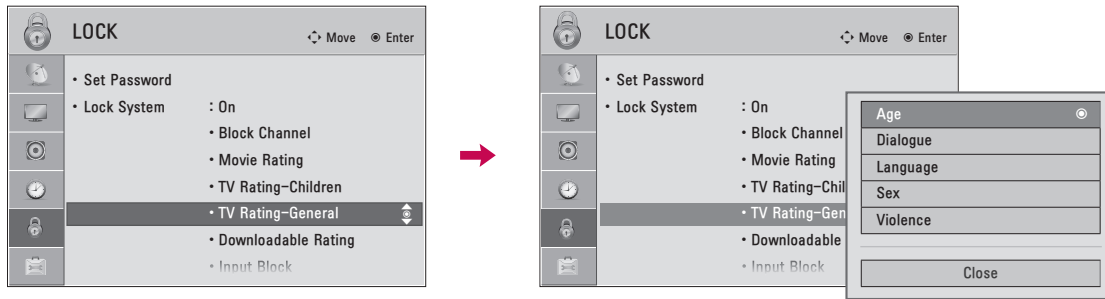 LOCK
Move Enter
• Set Password
• Lock System : On
• Block Channel
• Movie Rating
• TV Rating-Children
• TV Rating-General
• Downloadable Rating
• Input Block
LOCK
Move Enter
• Set Password
• Lock System : On
• Block Channel
• Movie Rating
• TV Rating-Chil
• TV Rating-Gen
• Downloadable
• Input Block
Age
Dialogue
Language
Sex
Violence
Close